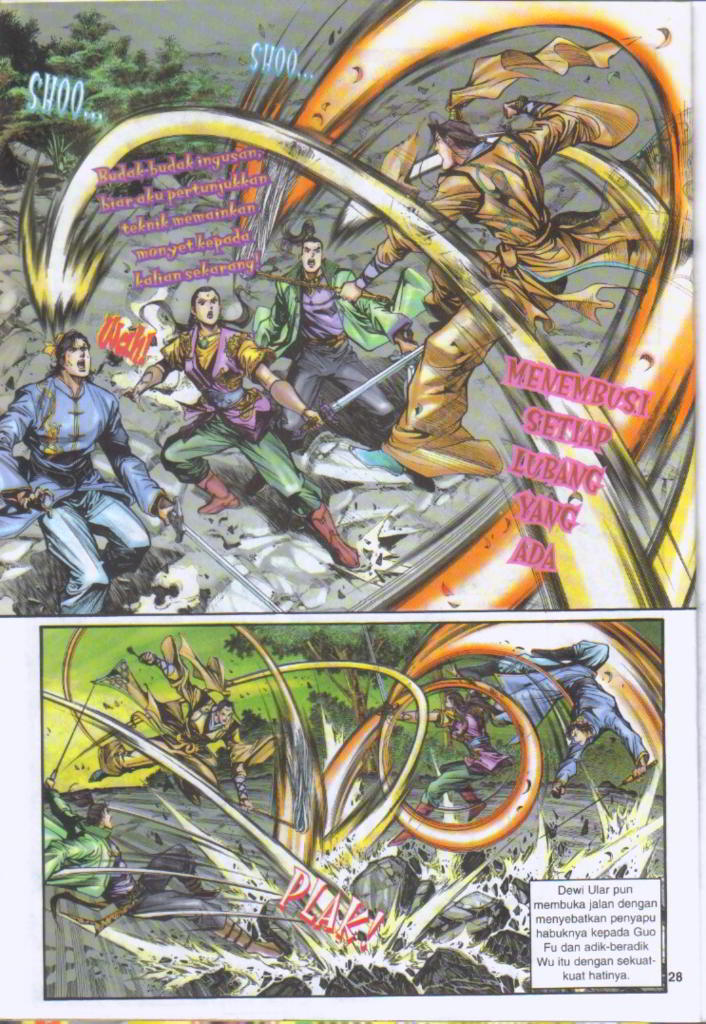 SHOO...
SHOO...
Budak-budak ingusan,
biar aku pertunjukkan
teknik memainkan
monyet kepada
kalian sekarang!
Wah!
MENEMBUSI
SETIAP
LUBANG
YANG
ADA
PLAK!
Dewi Ular pun
membuka jalan dengan
menyebatkan penyapu
habuknya kepada Guo
Fu dan adik-beradik
Wu itu dengan sekuat-
kuat hatinya.
28